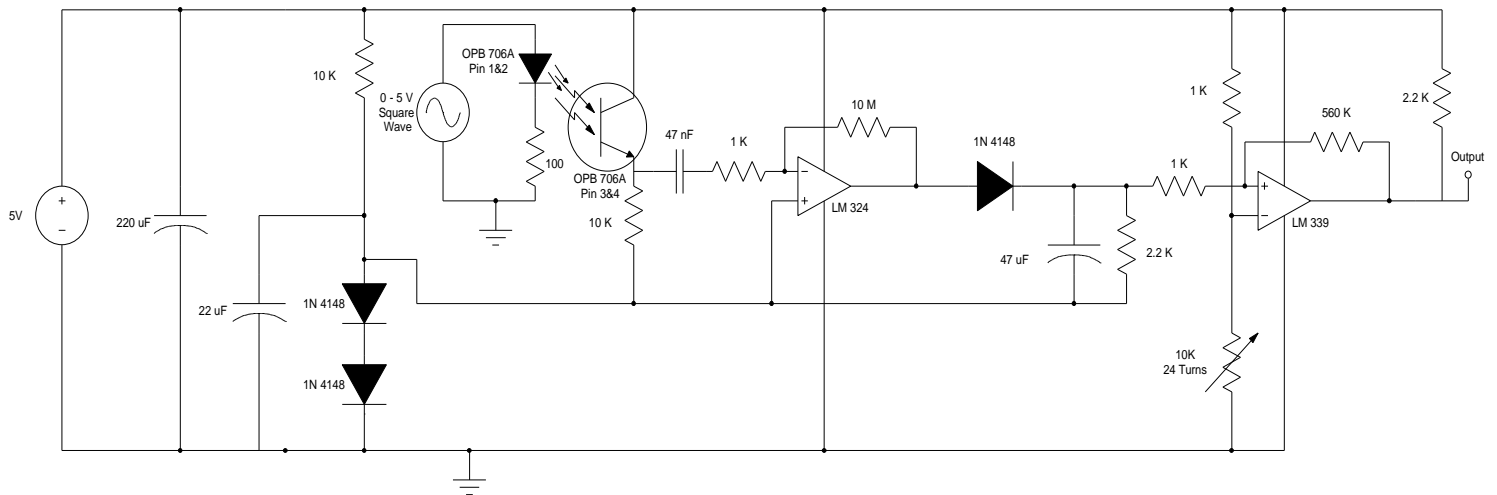 5V
+
−
220 uF
22 uF
10 K
1N 4148
1N 4148
0 - 5 V
Square
Wave
OPB 706A
Pin 1&2
100
OPB 706A
Pin 3&4
10 K
47 nF
1 K
10 M
−
+
LM 324
1N 4148
47 uF
2.2 K
1 K
1 K
10K
24 Turns
560 K
+
−
LM 339
2.2 K
Output